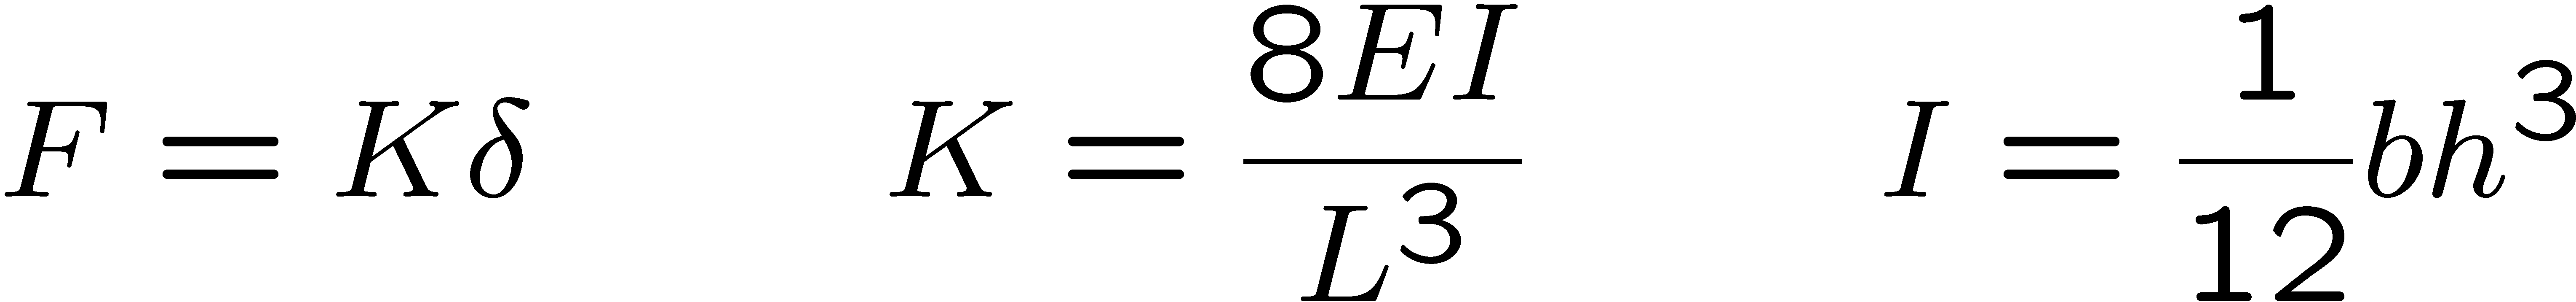 F = Kδ K = 8EI/L³ I = 1/12 bh³